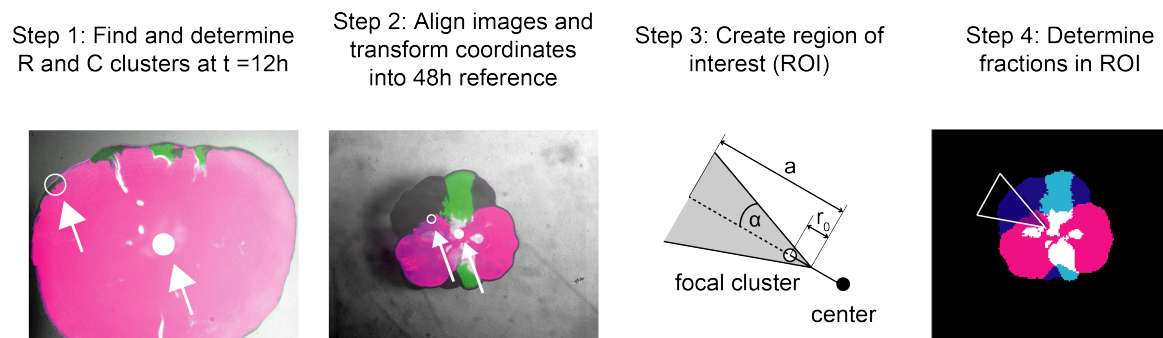 Step 1: Find and determine
R and C clusters at t =12h
Step 2: Align images and
transform coordinates
into 48h reference
Step 3: Create region of
interest (ROI)
Step 4: Determine
fractions in ROI
a
r0
α
focal cluster
center